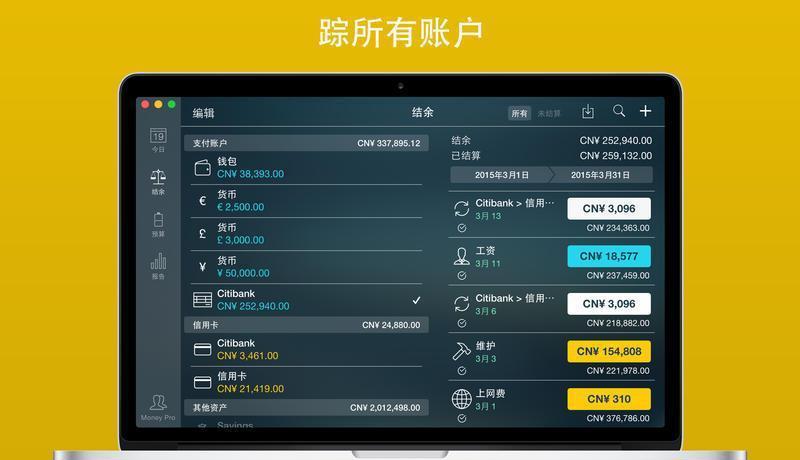 踪所有账户
编辑
结余
所有
未结算
19
今日
结余
预算
报告
Money Pro
支付账户 CN¥ 337,895.12
钱包
CN¥ 38,393.00
€
货币
€ 2,500.00
£
货币
£ 3,000.00
¥
货币
¥ 50,000.00
Citibank
CN¥ 252,940.00
信用卡 CN¥ 24,880.00
Citibank
CN¥ 3,461.00
信用卡
CN¥ 21,419.00
其他资产 CN¥ 2,012,498.00
Savings
结余 CN¥ 252,940.00
已结算 CN¥ 259,132.00
2015年3月1日 2015年3月31日
Citibank > 信用… CN¥ 3,096
3月 13
CN¥ 234,363.00
工资 CN¥ 18,577
3月 11
CN¥ 237,459.00
Citibank > 信用… CN¥ 3,096
3月 6
CN¥ 218,882.00
维护 CN¥ 154,808
3月 3
CN¥ 221,978.00
上网费 CN¥ 310
3月 1
CN¥ 376,786.00